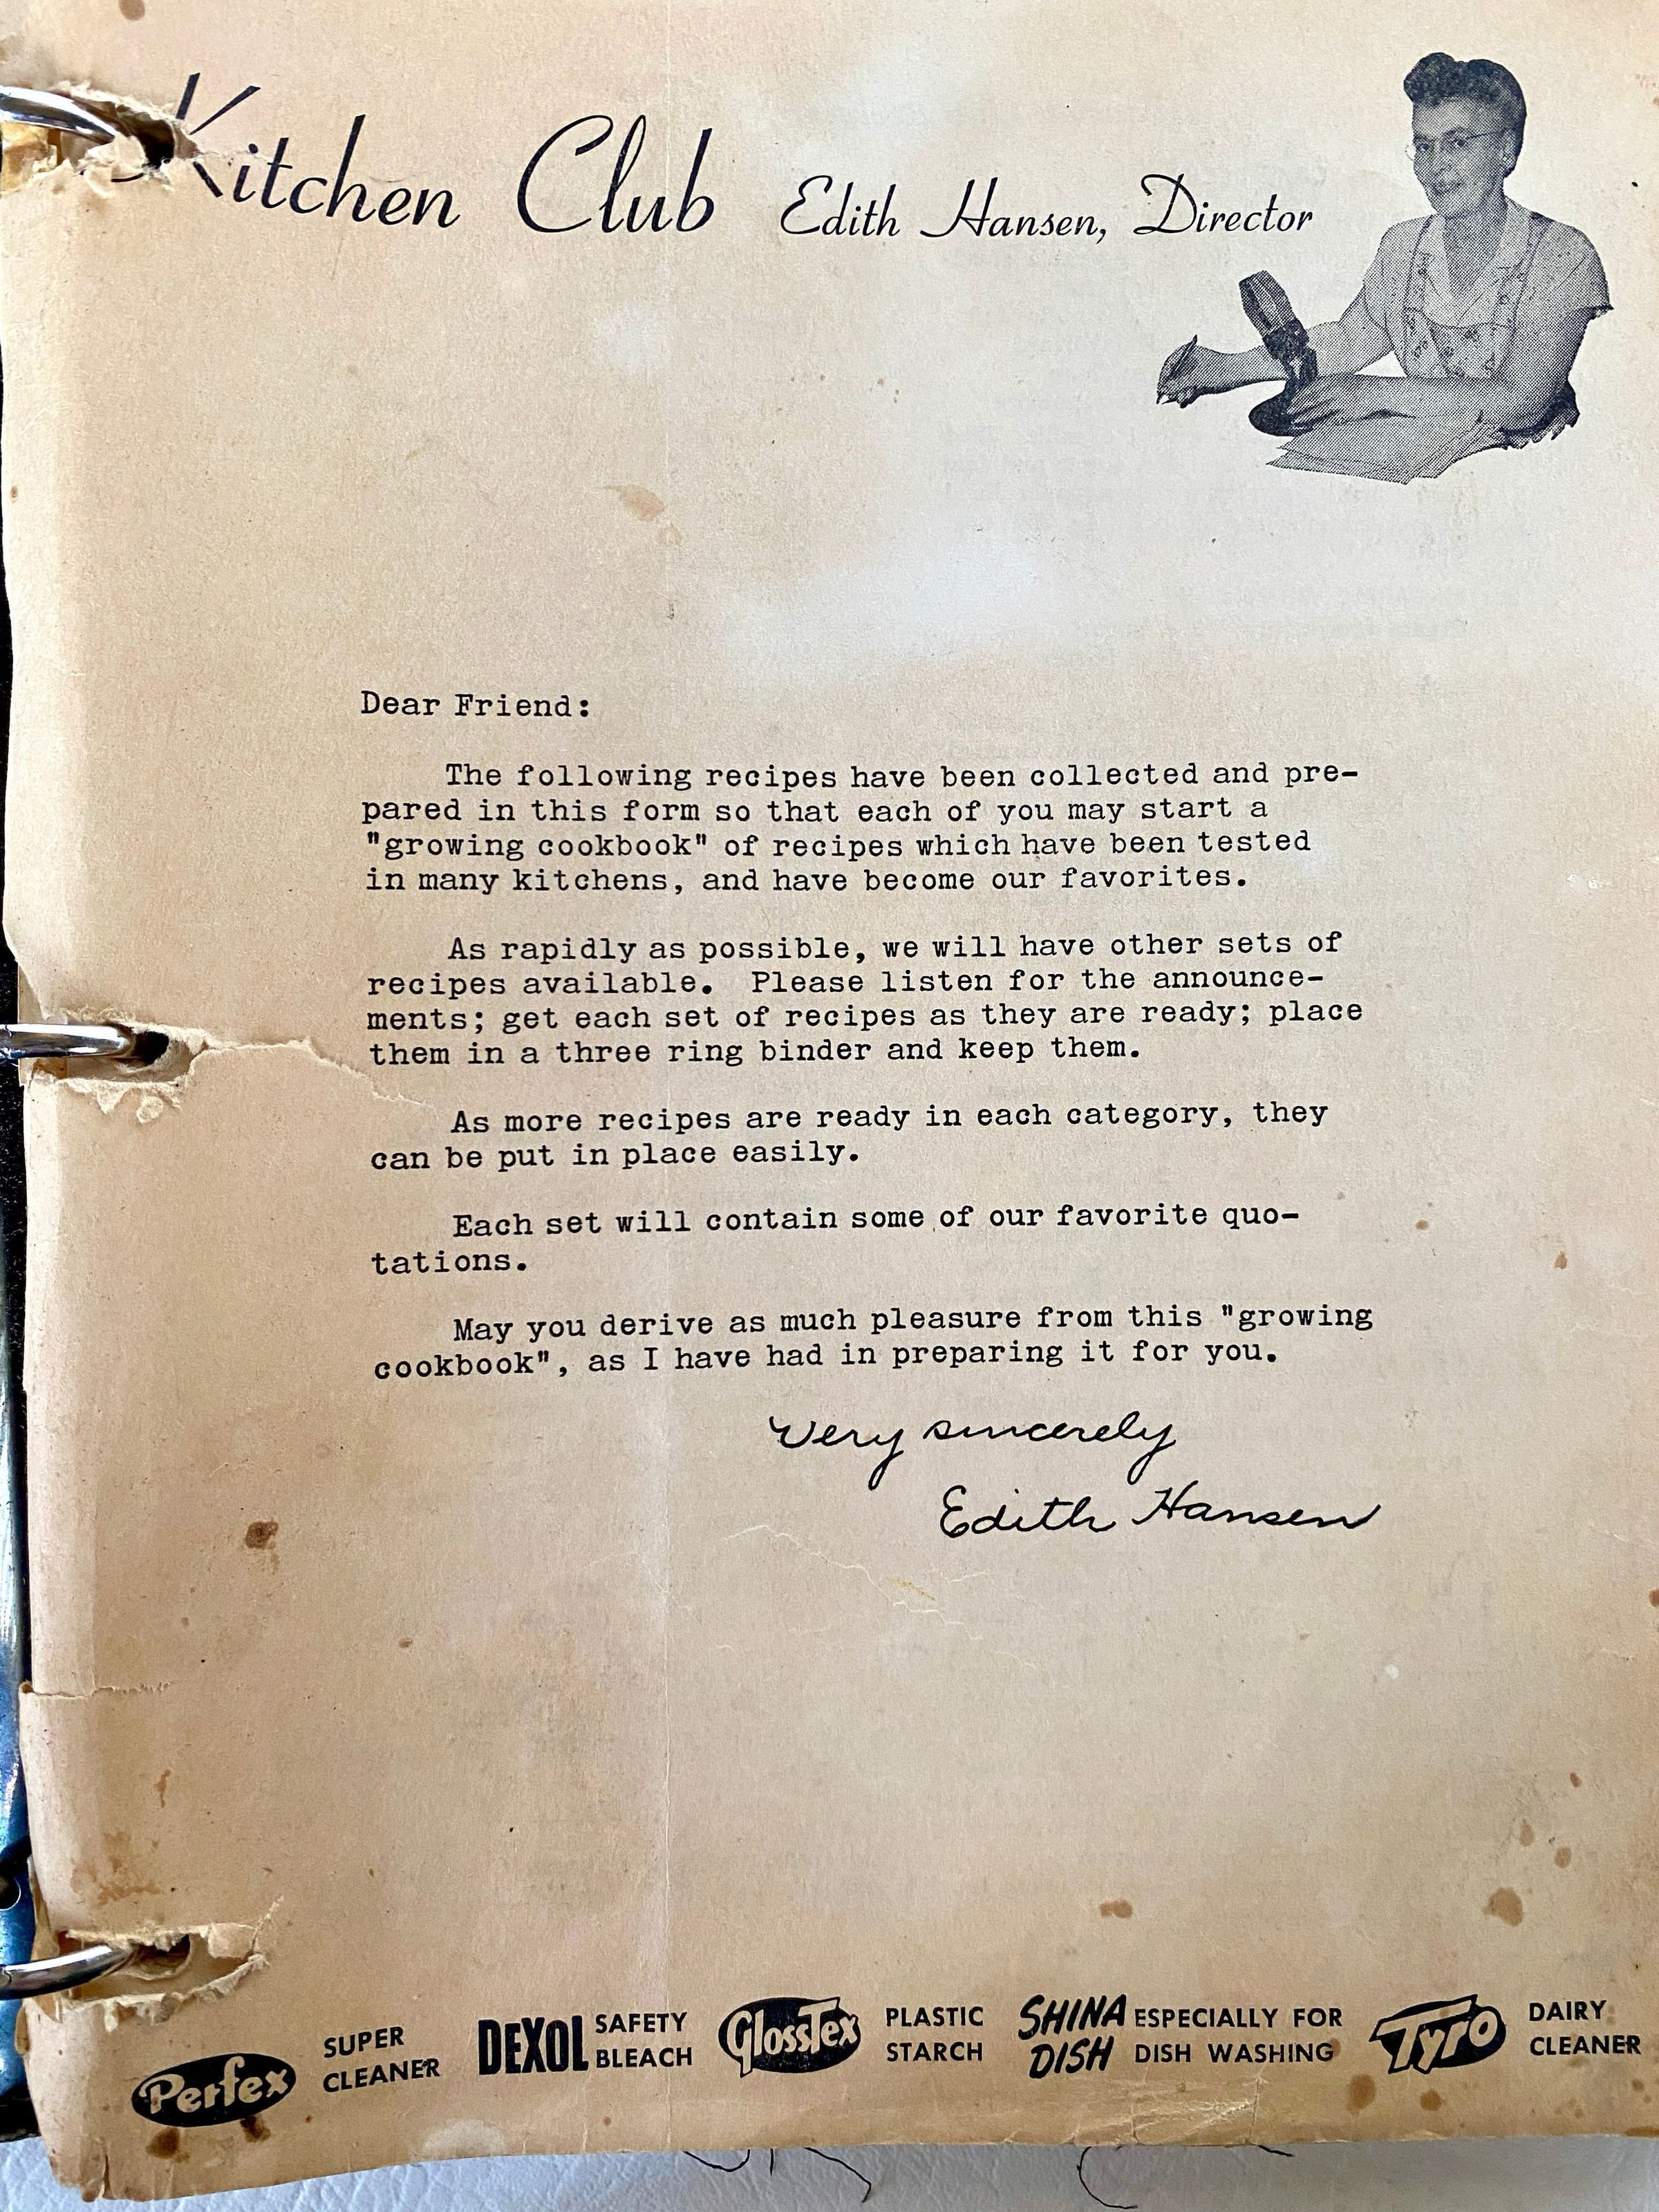 Kitchen Club Edith Hansen, Director
Dear Friend:
The following recipes have been collected and pre-
pared in this form so that each of you may start a
"growing cookbook" of recipes which have been tested
in many kitchens, and have become our favorites.
As rapidly as possible, we will have other sets of
recipes available. Please listen for the announce-
ments; get each set of recipes as they are ready; place
them in a three ring binder and keep them.
As more recipes are ready in each category, they
can be put in place easily.
Each set will contain some of our favorite quo-
tations.
May you derive as much pleasure from this "growing
cookbook", as I have had in preparing it for you.
Very sincerely
Edith Hansen
Perfex
SUPER
CLEANER
DEXOL
SAFETY
BLEACH
GlossTex
PLASTIC
STARCH
SHINA
DISH
ESPECIALLY FOR
DISH WASHING
Tyro
DAIRY
CLEANER